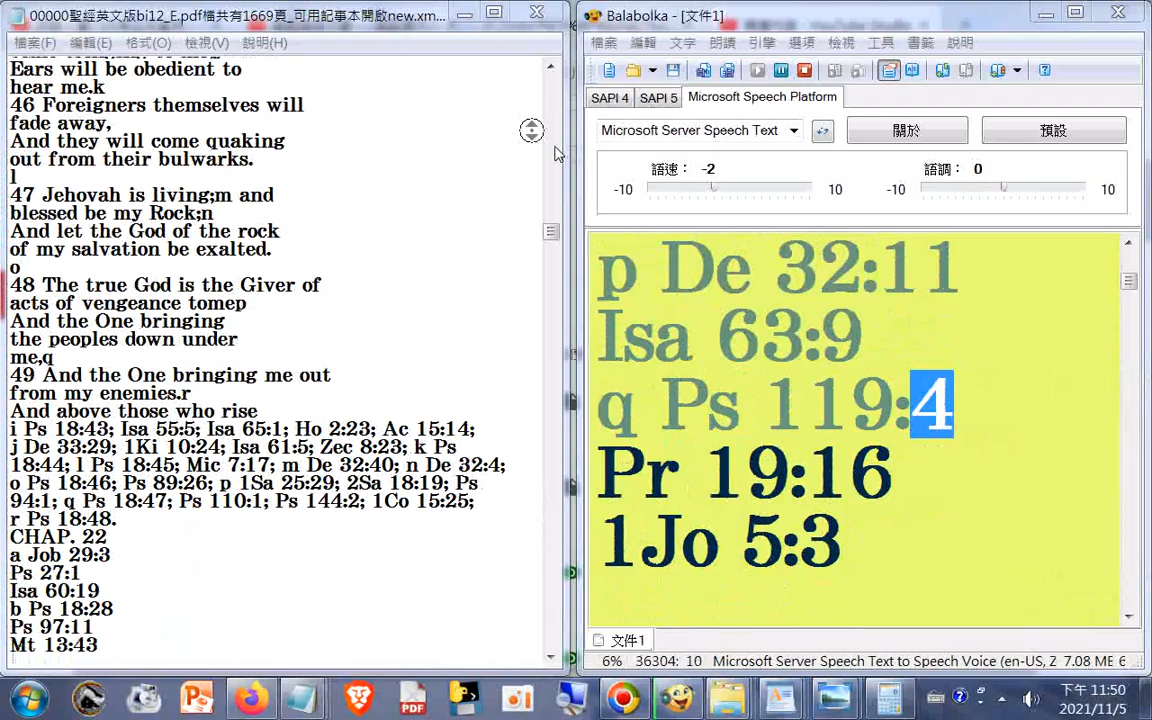 00000聖經英文版bi12_E.pdf檔共有1669頁_可用記事本開啟new.xm...
檔案(F) 編輯(E) 格式(O) 檢視(V) 說明(H)
Ears will be obedient to
hear me.k
46 Foreigners themselves will
fade away,
And they will come quaking
out from their bulwarks.
l
47 Jehovah is living;m and
blessed be my Rock;n
And let the God of the rock
of my salvation be exalted.
o
48 The true God is the Giver of
acts of vengeance tomep
And the One bringing
the peoples down under
me,q
49 And the One bringing me out
from my enemies.r
And above those who rise
i Ps 18:43; Isa 55:5; Isa 65:1; Ho 2:23; Ac 15:14;
j De 33:29; 1Ki 10:24; Isa 61:5; Zec 8:23; k Ps
18:44; l Ps 18:45; Mic 7:17; m De 32:40; n De 32:4;
o Ps 18:46; Ps 89:26; p 1Sa 25:29; 2Sa 18:19; Ps
94:1; q Ps 18:47; Ps 110:1; Ps 144:2; 1Co 15:25;
r Ps 18:48.
CHAP. 22
a Job 29:3
Ps 27:1
Isa 60:19
b Ps 18:28
Ps 97:11
Mt 13:43
Balabolka - [文件1]
檔案 編輯 文字 朗讀 引擎 選項 檢視 工具 書籤 說明
SAPI 4 SAPI 5 Microsoft Speech Platform
Microsoft Server Speech Text 關於 預設
語速: -2 語調: 0
-10 10 -10 10
p De 32:11
Isa 63:9
q Ps 119:4
Pr 19:16
1Jo 5:3
文件1
6% 36304: 10 Microsoft Server Speech Text to Speech Voice (en-US, Z 7.08 MB 6
PDF
下午 11:50
2021/11/5